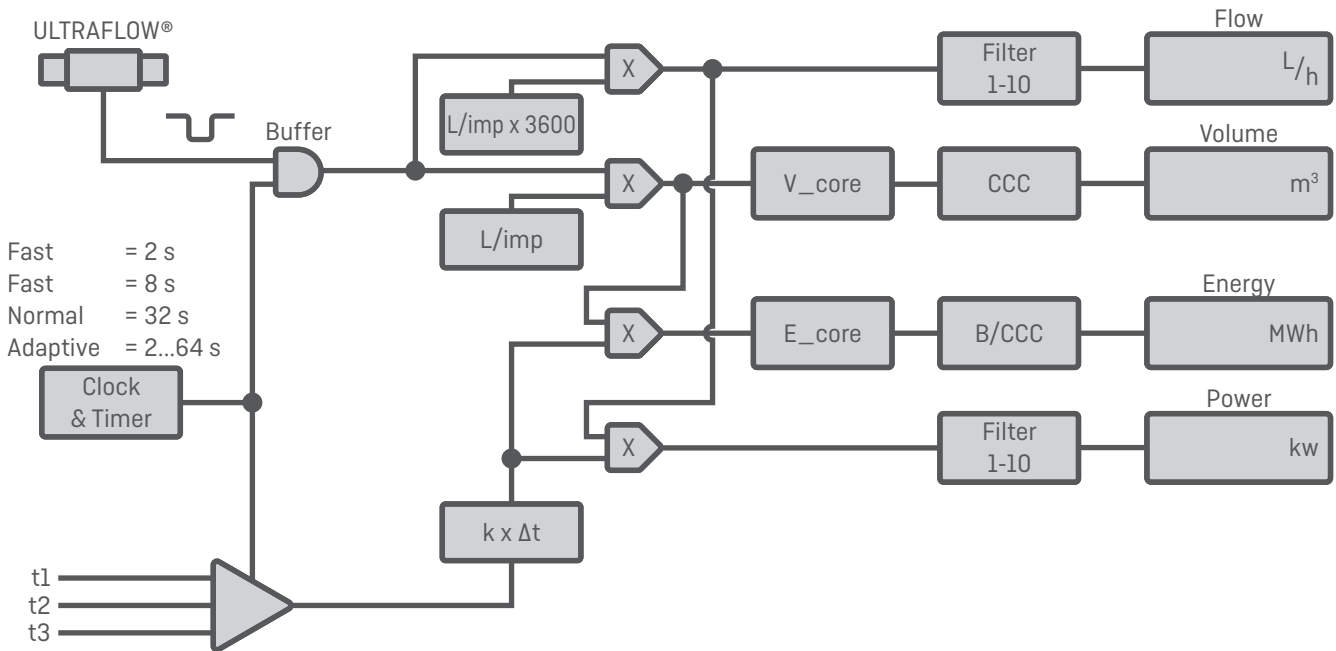 ULTRAFLOW®
Buffer
X
L/imp x 3600
Filter
1-10
Flow
L/h
X
L/imp
V_core
CCC
Volume
m³
Fast = 2 s
Fast = 8 s
Normal = 32 s
Adaptive = 2...64 s
Clock
& Timer
X
E_core
B/CCC
Energy
MWh
X
Filter
1-10
Power
kw
k x Δt
t1
t2
t3